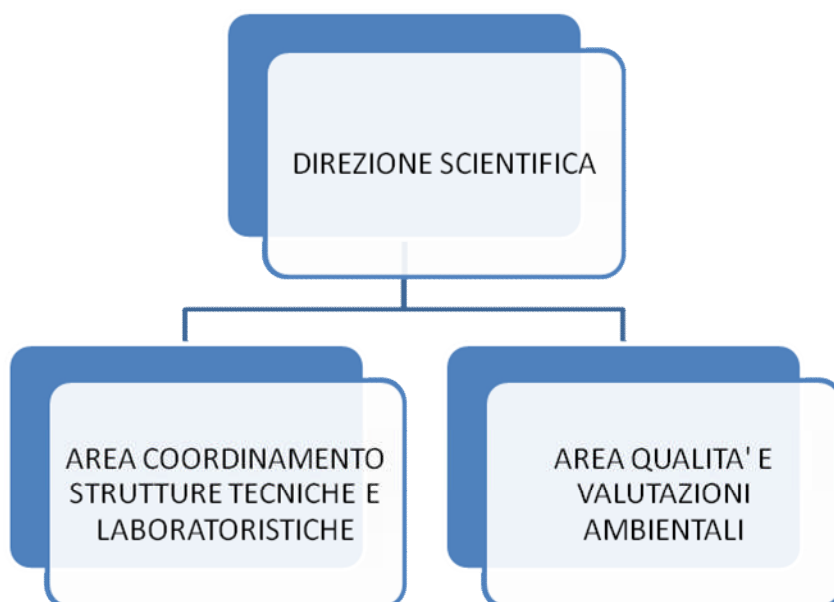 DIREZIONE SCIENTIFICA
AREA COORDINAMENTO
STRUTTURE TECNICHE E
LABORATORISTICHE
AREA QUALITA' E
VALUTAZIONI
AMBIENTALI